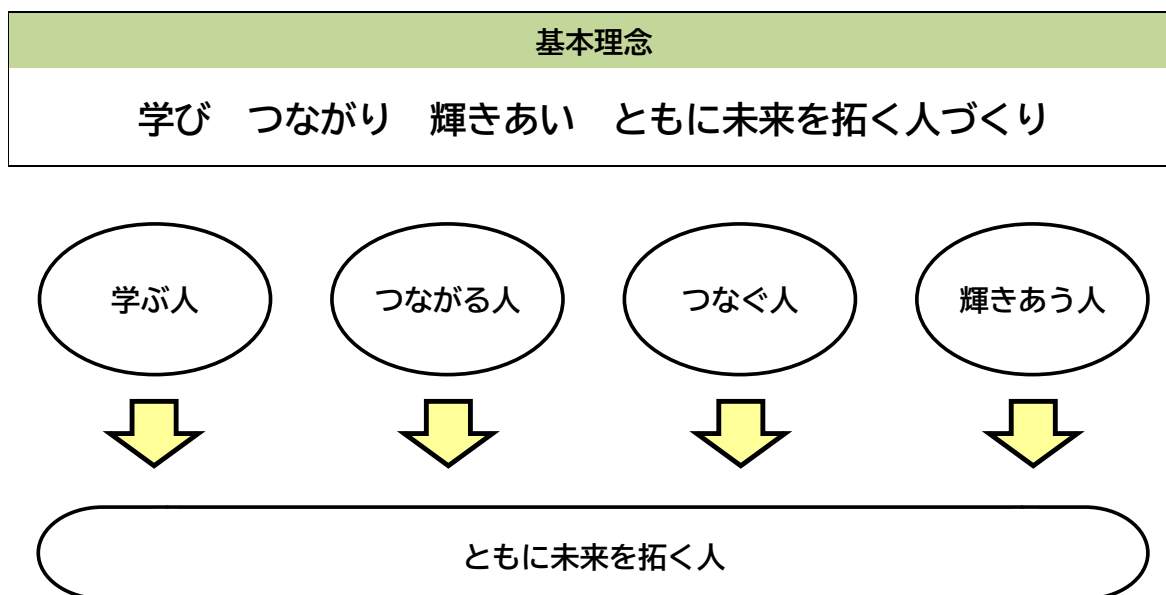 基本理念
学び　つながり　輝きあい　ともに未来を拓く人づくり
学ぶ人
つながる人
つなぐ人
輝きあう人
ともに未来を拓く人